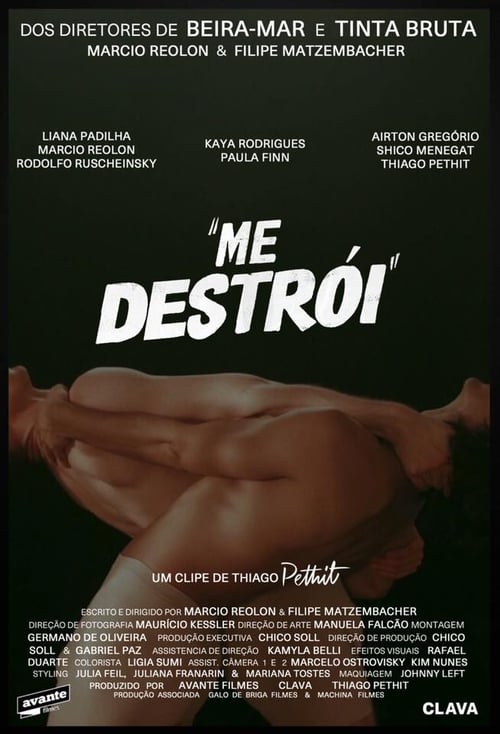 DOS DIRETORES DE BEIRA-MAR E TINTA BRUTA
MARCIO REOLON & FILIPE MATZEMBACHER
LIANA PADILHA
MARCIO REOLON
RODOLFO RUSCHEINSKY
KAYA RODRIGUES
PAULA FINN
AIRTON GREGÓRIO
SHICO MENEGAT
THIAGO PETHIT
"ME
DESTRÓI"
UM CLIPE DE THIAGO Pethit
ESCRITO E DIRIGIDO POR MARCIO REOLON & FILIPE MATZEMBACHER
DIREÇÃO DE FOTOGRAFIA MAURÍCIO KESSLER DIREÇÃO DE ARTE MANUELA FALCÃO MONTAGEM
GERMANO DE OLIVEIRA PRODUÇÃO EXECUTIVA CHICO SOLL DIREÇÃO DE PRODUÇÃO CHICO
SOLL & GABRIEL PAZ ASSISTENCIA DE DIREÇÃO KAMYLA BELLI EFEITOS VISUAIS RAFAEL
DUARTE COLORISTA LIGIA SUMI ASSIST. CÂMERA 1 E 2 MARCELO OSTROVISKY KIM NUNES
STYLING JULIA FEIL, JULIANA FRANARIN & MARIANA TOSTES MAQUIAGEM JOHNNY LEFT
PRODUZIDO POR AVANTE FILMES CLAVA THIAGO PETHIT
PRODUÇÃO ASSOCIADA GALO DE BRIGA FILMES & MACHINA FILMES
avante
filmes
CLAVA